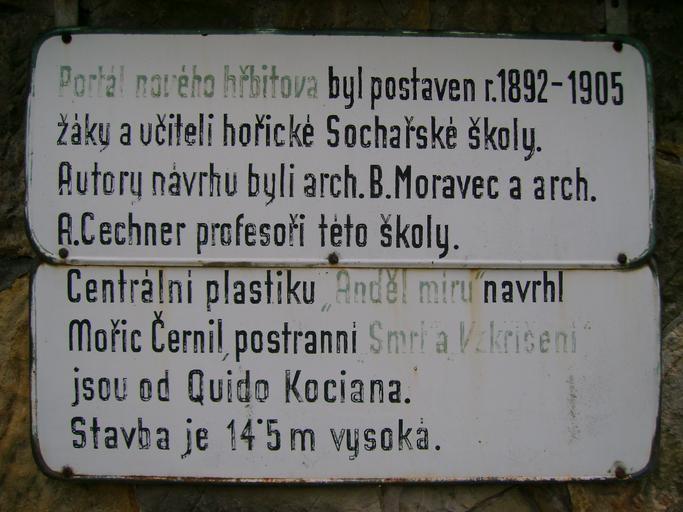 Portál nového hřbitova byl postaven r.1892-1905
žáky a učiteli hořické Sochařské školy.
Autory návrhu byli arch.B.Moravec a arch.
A.Cechner profesoři této školy.
Centrální plastiku „Anděl míru" navrhl
Mořic Černil, postranní Smrt a Vzkříšení"
jsou od Quido Kociana.
Stavba je 14˙5 m vysoká.